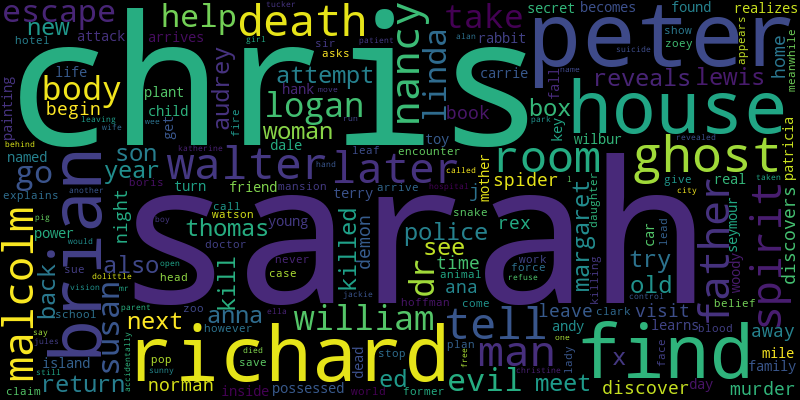 escape help death take peter
new attack arrives chris sir asks
hotel tucker girl patient alan rabbit
secret becomes found realizes
suicide name show zoey appears home meanwhile
painting life body begin plant child get
audrey fire attempt hank move logan woman run
nancy linda carrie book toy
reveals lewis fall key box house
behind leaving wife wee named son year
dale walter later leaf encounter room
park wilbur ghost revealed patricia
katherine hand called
explains go another boris turn friend mansion arrive
mother spider give real taken
terry hospital j 1 daughter city
brian sarah
malcolm back night boy call watson young
pig power would also thomas open doctor never
killed demon police snake rex margaret
work see time animal force car lead
father seymour woody spirit discovers
sue dolittle school vision mr head case
kill jackie dr ana hoffman refuse killing try old
control belief
susan parent zoo however ella william
come tell leave clark visit blood
say jules next accidentally anna
richard died stop plan man free one andy learns face find away
island still pop save dead lady x mile
return sunny norman inside possessed world ed former evil
christine meet discover day family
claim murder